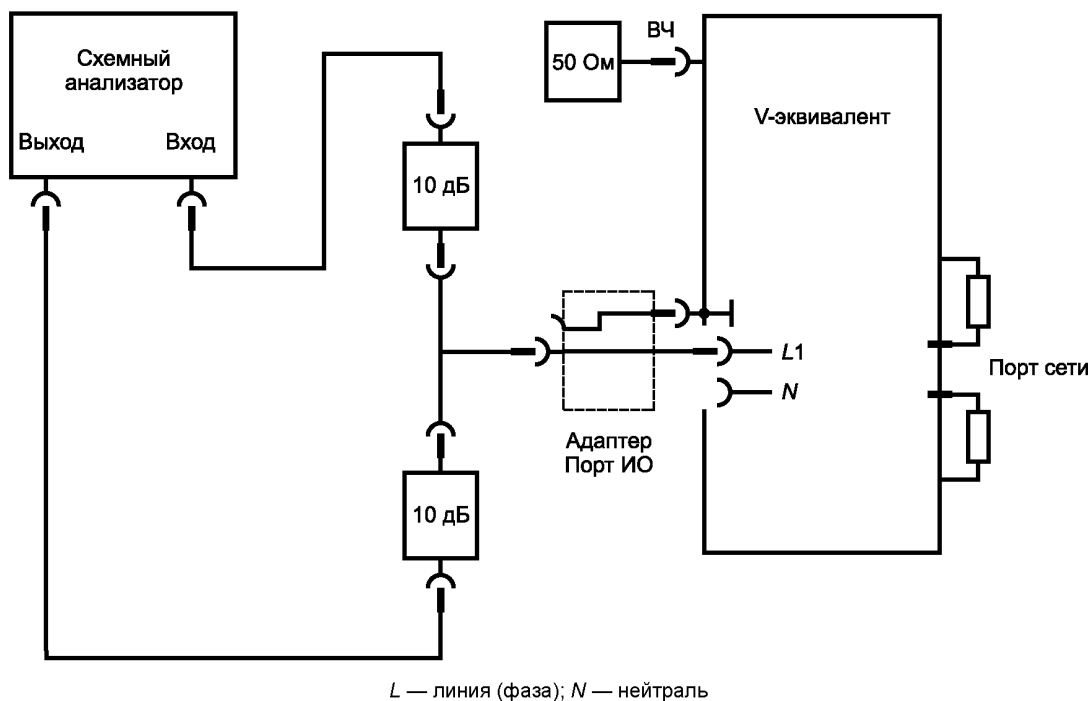 Схемный
анализатор
Выход
Вход
10 дБ
50 Ом
ВЧ
V-эквивалент
L1
N
Адаптер
Порт ИО
Порт сети
10 дБ
L — линия (фаза); N — нейтраль